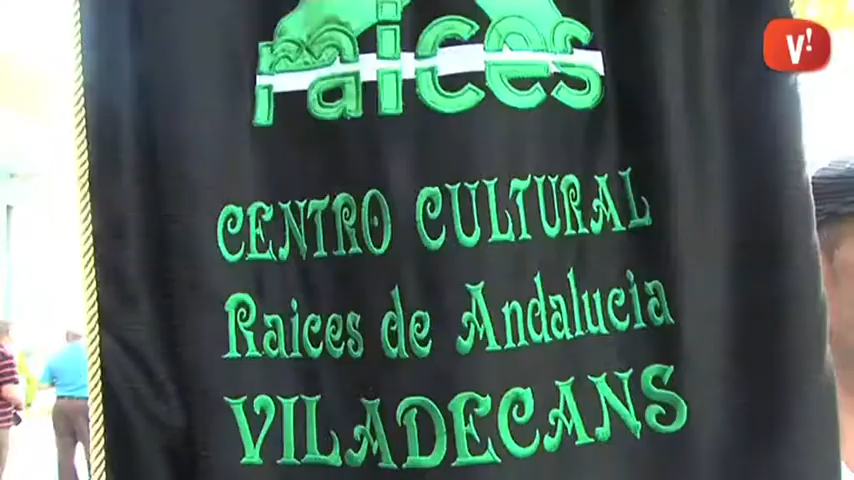 raices
V!
CENTRO CULTURAL
Raices de Andalucia
VILADECANS